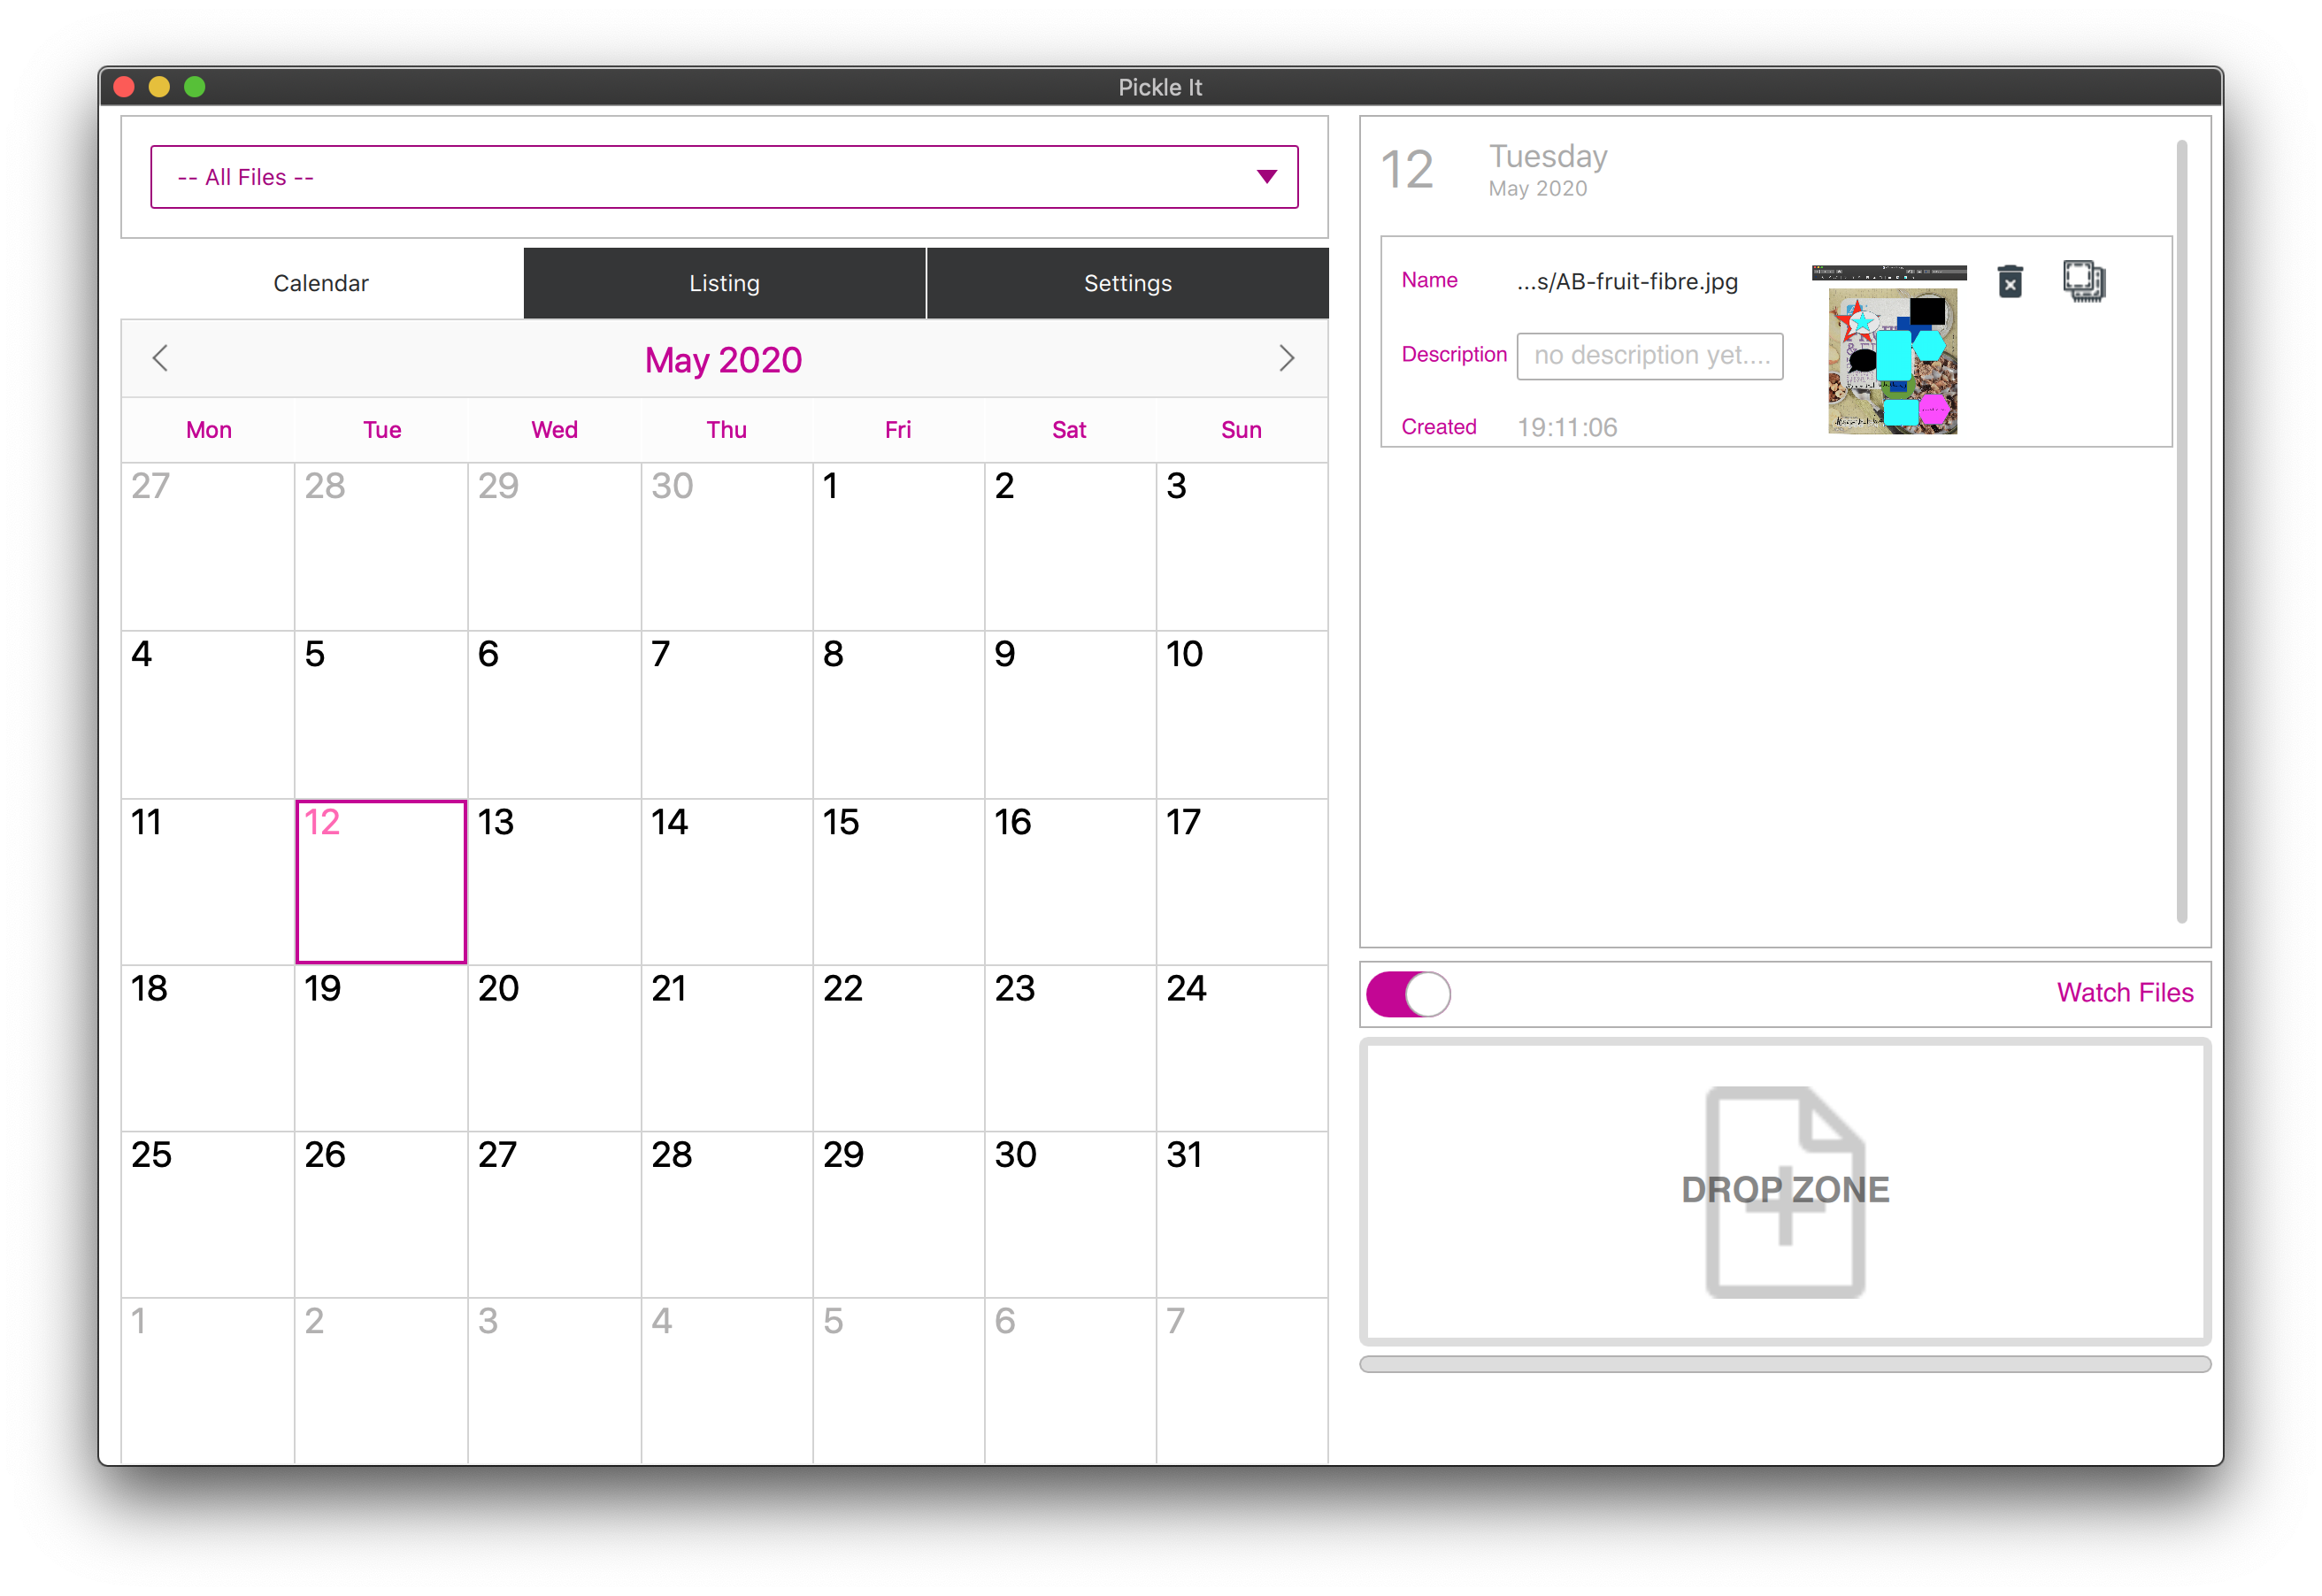 Pickle It
-- All Files --
Calendar Listing Settings
May 2020
Mon Tue Wed Thu Fri Sat Sun
27 28 29 30 1 2 3
4 5 6 7 8 9 10
11 12 13 14 15 16 17
18 19 20 21 22 23 24
25 26 27 28 29 30 31
1 2 3 4 5 6 7
12 Tuesday
May 2020
Name ...s/AB-fruit-fibre.jpg
Description no description yet....
Created 19:11:06
Watch Files
DROP ZONE